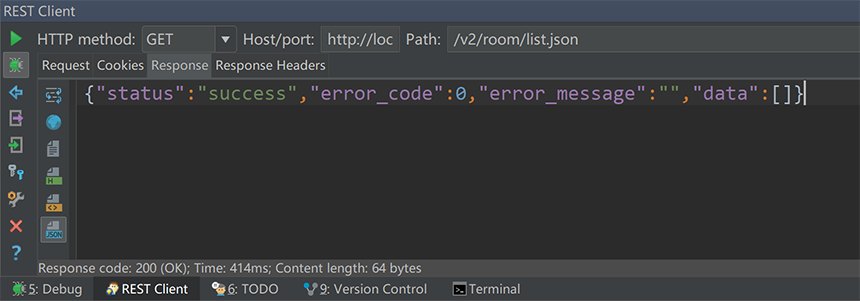 REST Client
HTTP method: GET Host/port: http://loc Path: /v2/room/list.json
Request Cookies Response Response Headers
{"status":"success","error_code":0,"error_message":"","data":[]}
H
JSON
?
Response code: 200 (OK); Time: 414ms; Content length: 64 bytes
5: Debug REST Client 6: TODO 9: Version Control Terminal